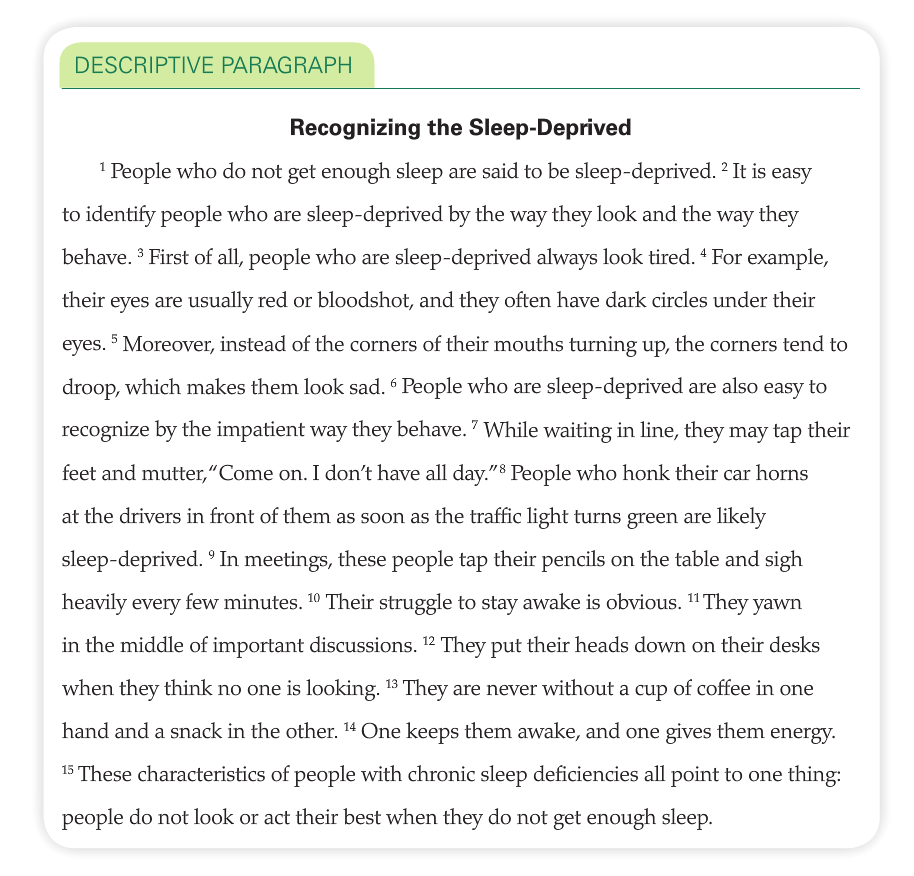 DESCRIPTIVE PARAGRAPH
Recognizing the Sleep-Deprived
¹ People who do not get enough sleep are said to be sleep-deprived. ² It is easy
to identify people who are sleep-deprived by the way they look and the way they
behave. ³ First of all, people who are sleep-deprived always look tired. ⁴ For example,
their eyes are usually red or bloodshot, and they often have dark circles under their
eyes. ⁵ Moreover, instead of the corners of their mouths turning up, the corners tend to
droop, which makes them look sad. ⁶ People who are sleep-deprived are also easy to
recognize by the impatient way they behave. ⁷ While waiting in line, they may tap their
feet and mutter, “Come on. I don’t have all day.” ⁸ People who honk their car horns
at the drivers in front of them as soon as the traffic light turns green are likely
sleep-deprived. ⁹ In meetings, these people tap their pencils on the table and sigh
heavily every few minutes. ¹⁰ Their struggle to stay awake is obvious. ¹¹ They yawn
in the middle of important discussions. ¹² They put their heads down on their desks
when they think no one is looking. ¹³ They are never without a cup of coffee in one
hand and a snack in the other. ¹⁴ One keeps them awake, and one gives them energy.
¹⁵ These characteristics of people with chronic sleep deficiencies all point to one thing:
people do not look or act their best when they do not get enough sleep.